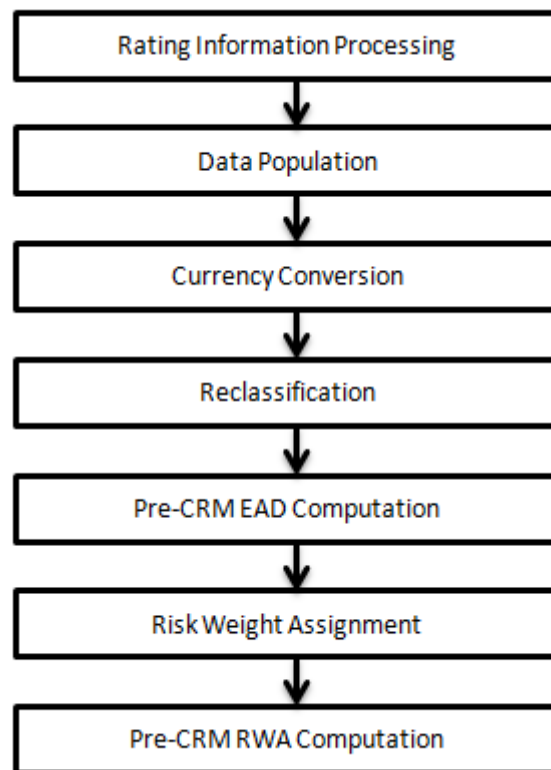 Rating Information Processing
Data Population
Currency Conversion
Reclassification
Pre-CRM EAD Computation
Risk Weight Assignment
Pre-CRM RWA Computation